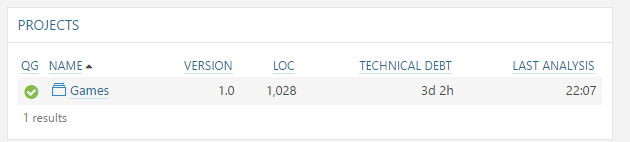 PROJECTS
QG NAME VERSION LOC TECHNICAL DEBT LAST ANALYSIS
Games 1.0 1,028 3d 2h 22:07
1 results